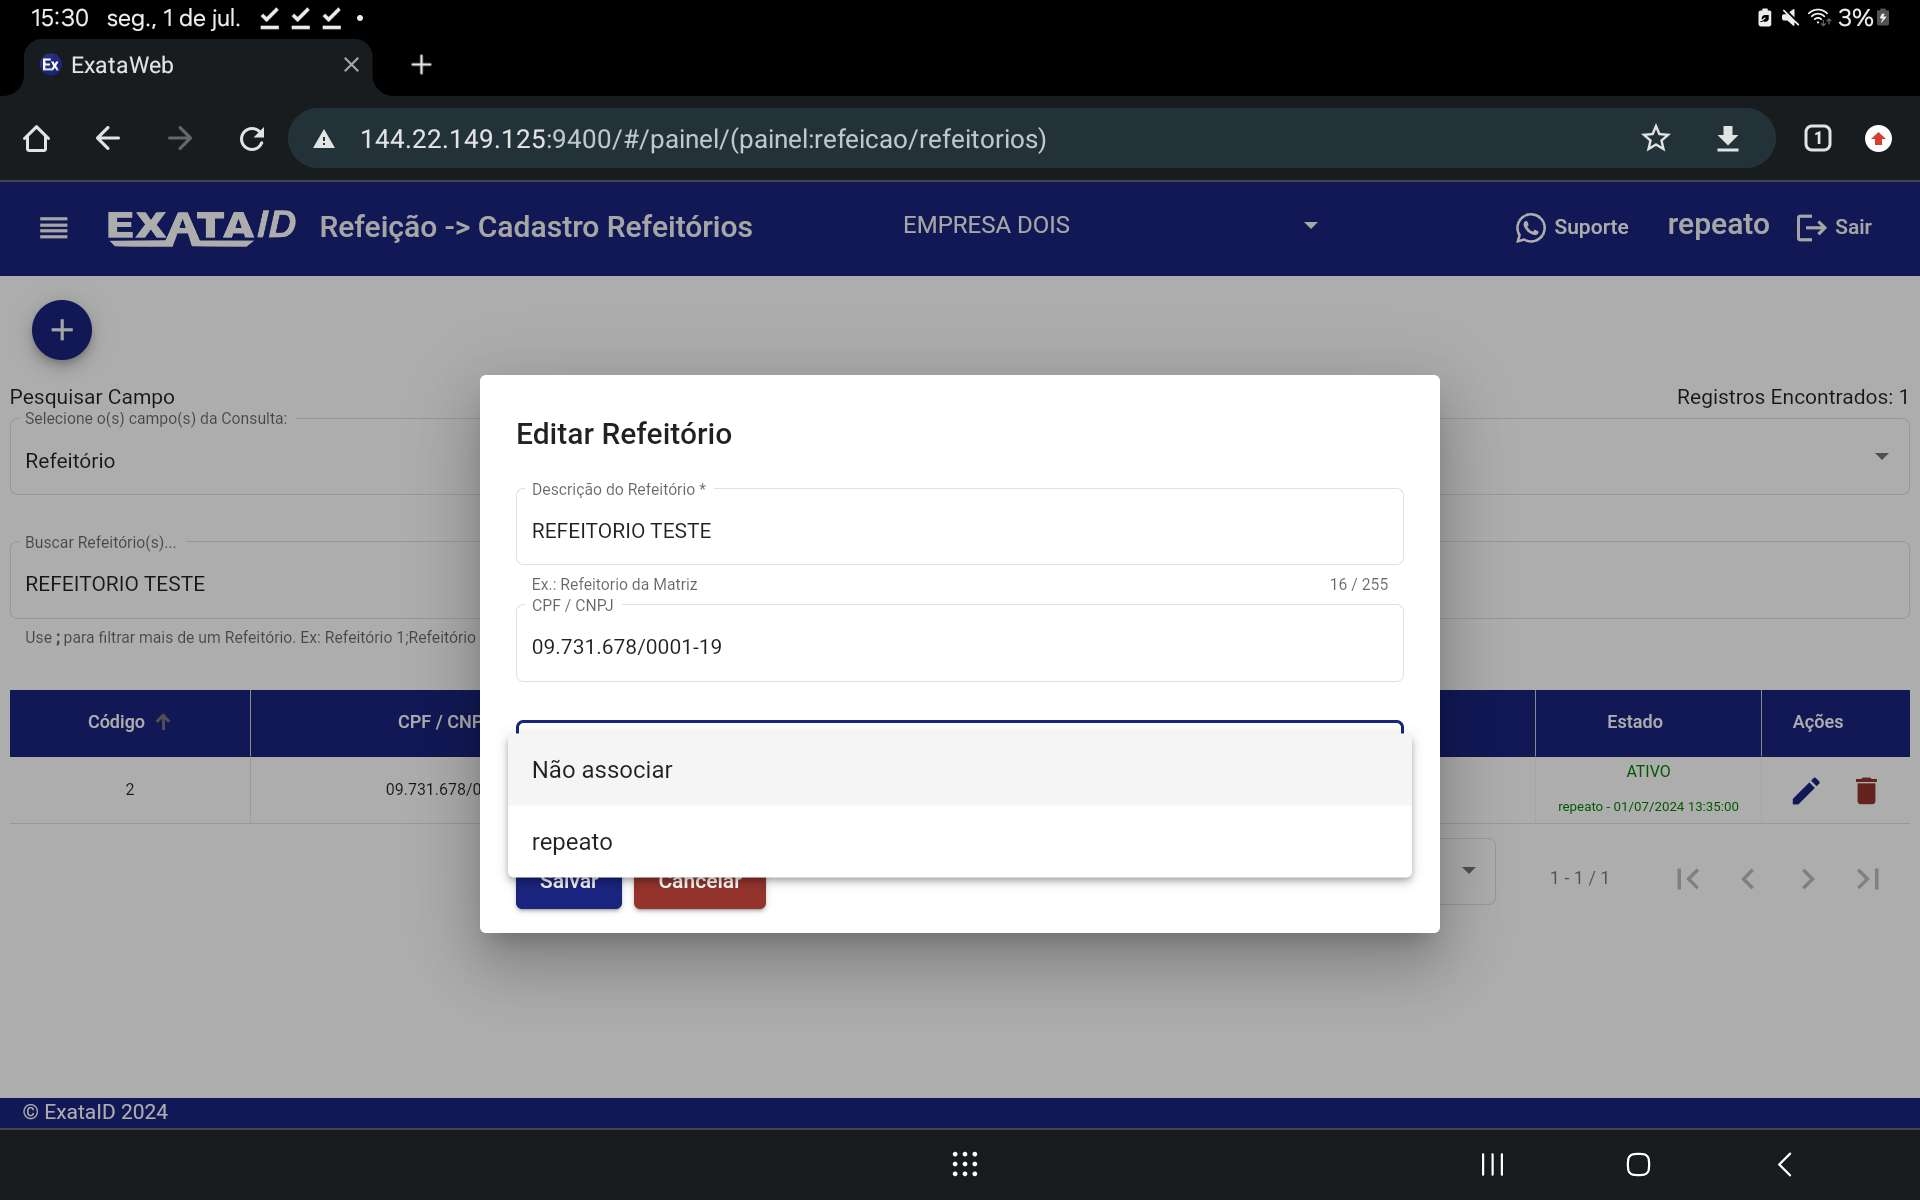 15:30 seg., 1 de jul. 3%
Ex ExataWeb
144.22.149.125:9400/#/painel/(painel:refeicao/refeitorios) 1
EXATAID Refeição -> Cadastro Refeitórios EMPRESA DOIS Suporte repeato Sair
Pesquisar Campo Registros Encontrados: 1
Selecione o(s) campo(s) da Consulta:
Refeitório
Buscar Refeitório(s)...
REFEITORIO TESTE
Use ; para filtrar mais de um Refeitório. Ex: Refeitório 1;Refeitório
Editar Refeitório
Descrição do Refeitório *
REFEITORIO TESTE
Ex.: Refeitorio da Matriz 16 / 255
CPF / CNPJ
09.731.678/0001-19
Não associar
repeato
Salvar Cancelar
Código CPF / CNP Estado Ações
2 09.731.678/0 ATIVO
repeato - 01/07/2024 13:35:00
1 - 1 / 1
© ExataID 2024